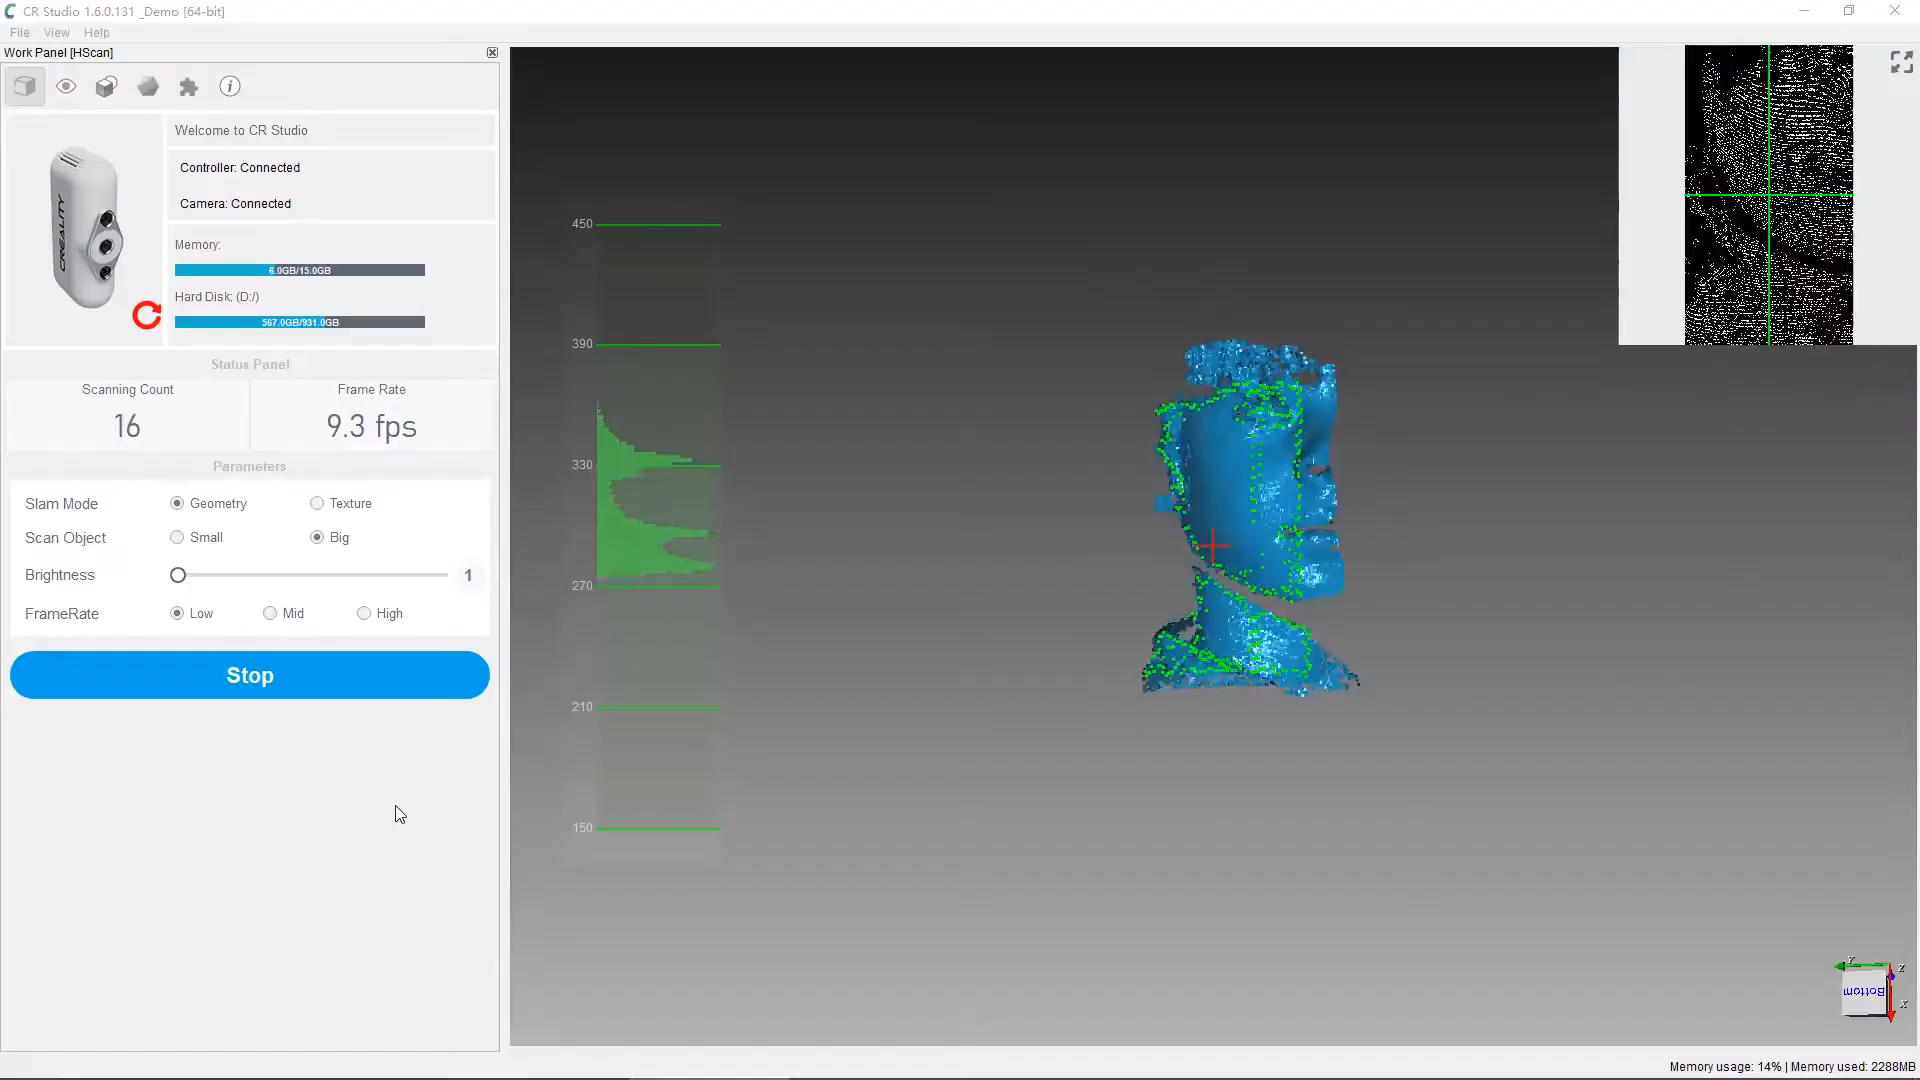 CR Studio 1.6.0.131 _Demo [64-bit]
File View Help
Work Panel [HScan]
Welcome to CR Studio
Controller: Connected
Camera: Connected
CREALITY
Memory:
6.0GB/15.0GB
Hard Disk: (D:/)
567.0GB/931.0GB
Status Panel
Scanning Count Frame Rate
16 9.3 fps
Parameters
Slam Mode Geometry Texture
Scan Object Small Big
Brightness 1
FrameRate Low Mid High
Stop
450
390
330
270
210
150
Y Z
Bottom
X
Memory usage: 14% | Memory used: 2288MB